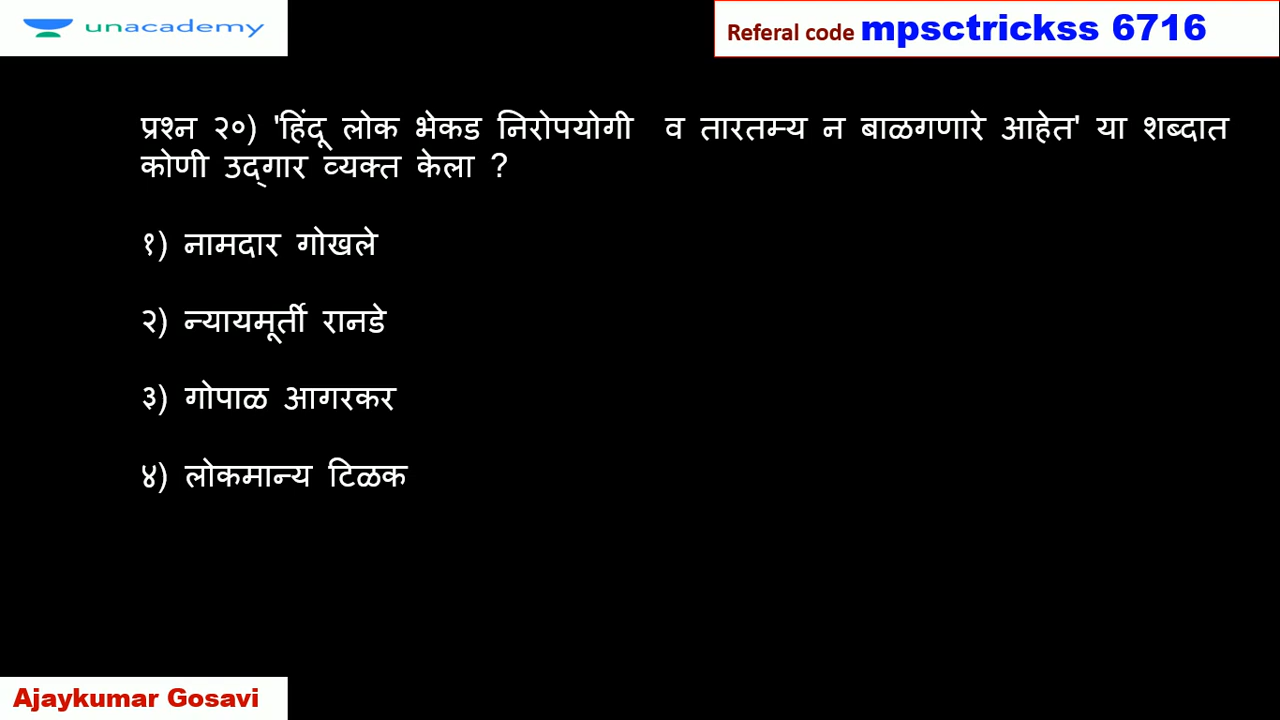 unacademy
Referal code mpsctrickss 6716
प्रश्न २०) 'हिंदू लोक भेकड निरोपयोगी व तारतम्य न बाळगणारे आहेत' या शब्दात
कोणी उद्‌गार व्यक्त केला ?
१) नामदार गोखले
२) न्यायमूर्ती रानडे
३) गोपाळ आगरकर
४) लोकमान्य टिळक
Ajaykumar Gosavi